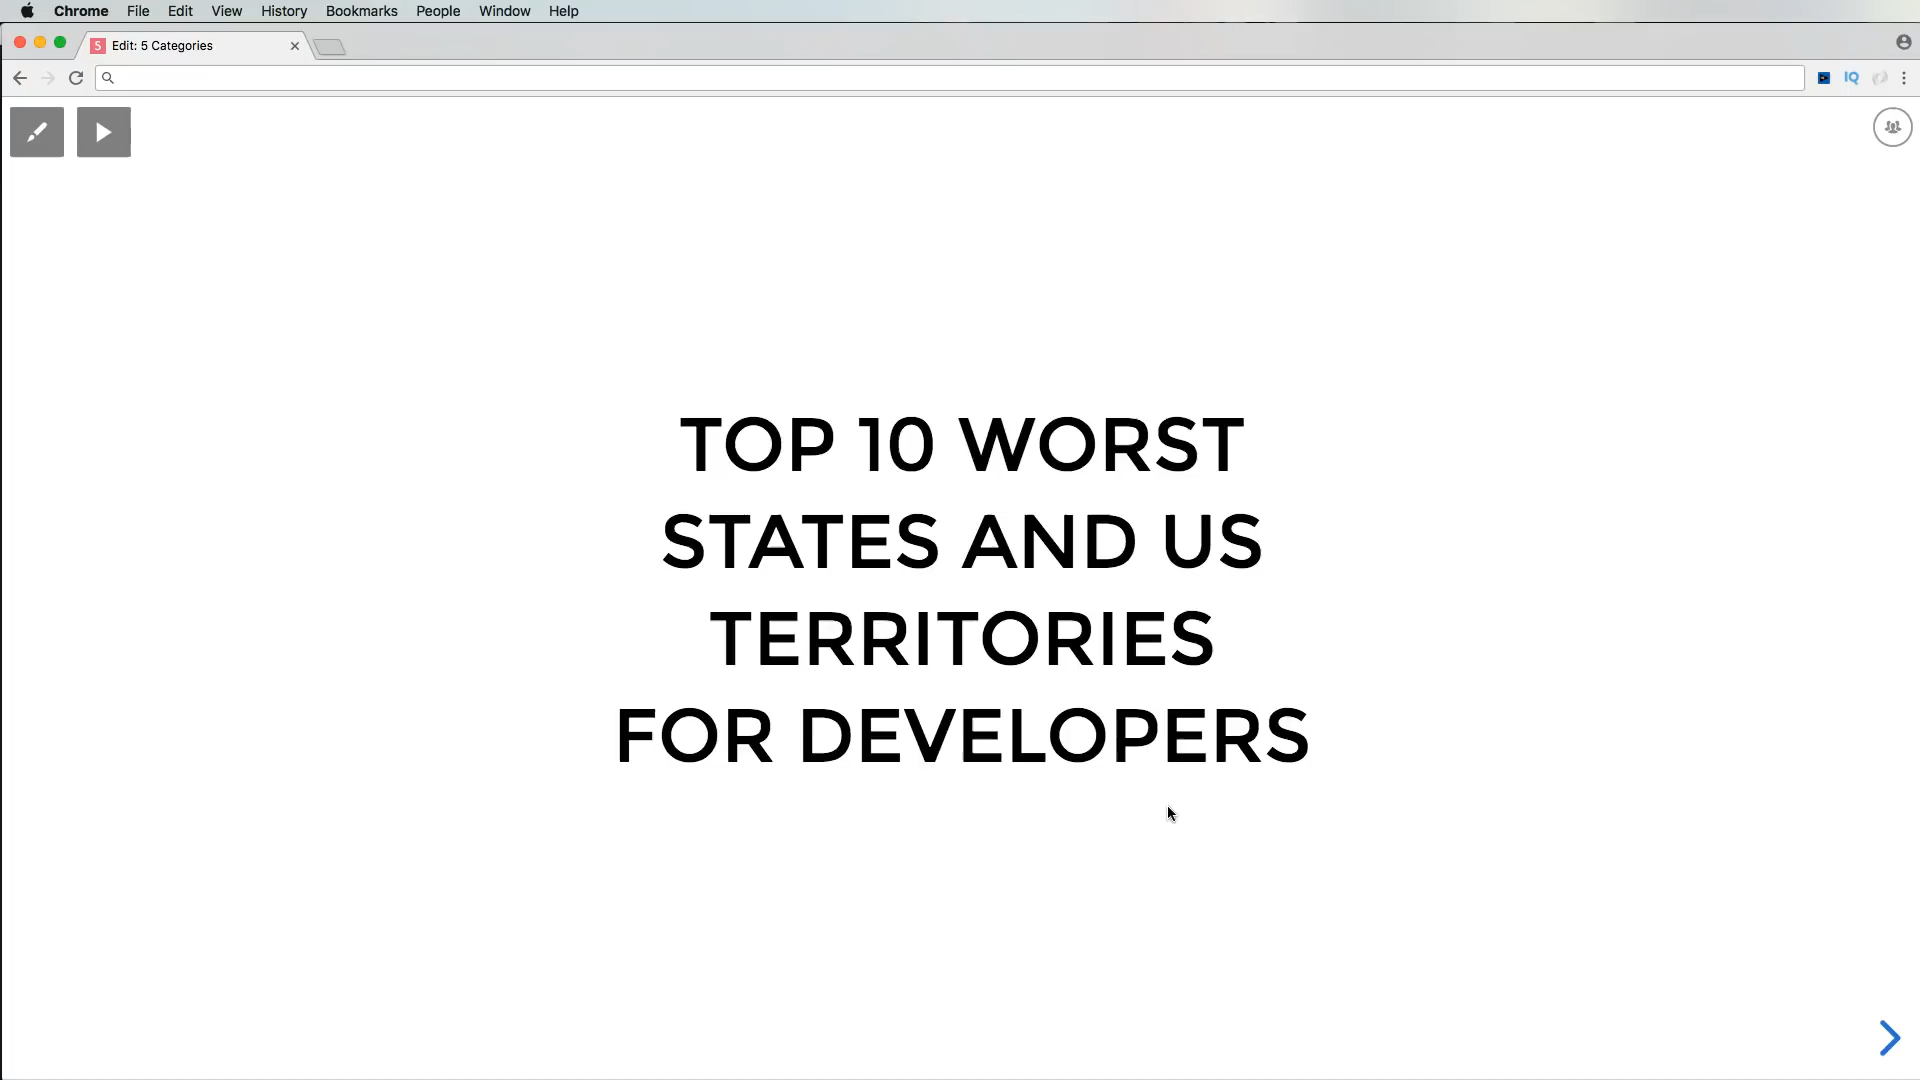 Chrome File Edit View History Bookmarks People Window Help
S Edit: 5 Categories
IQ
TOP 10 WORST
STATES AND US
TERRITORIES
FOR DEVELOPERS